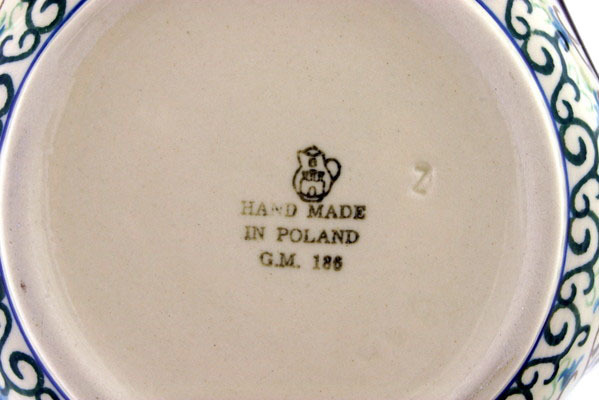 HAND MADE
IN POLAND
G.M. 186
Z